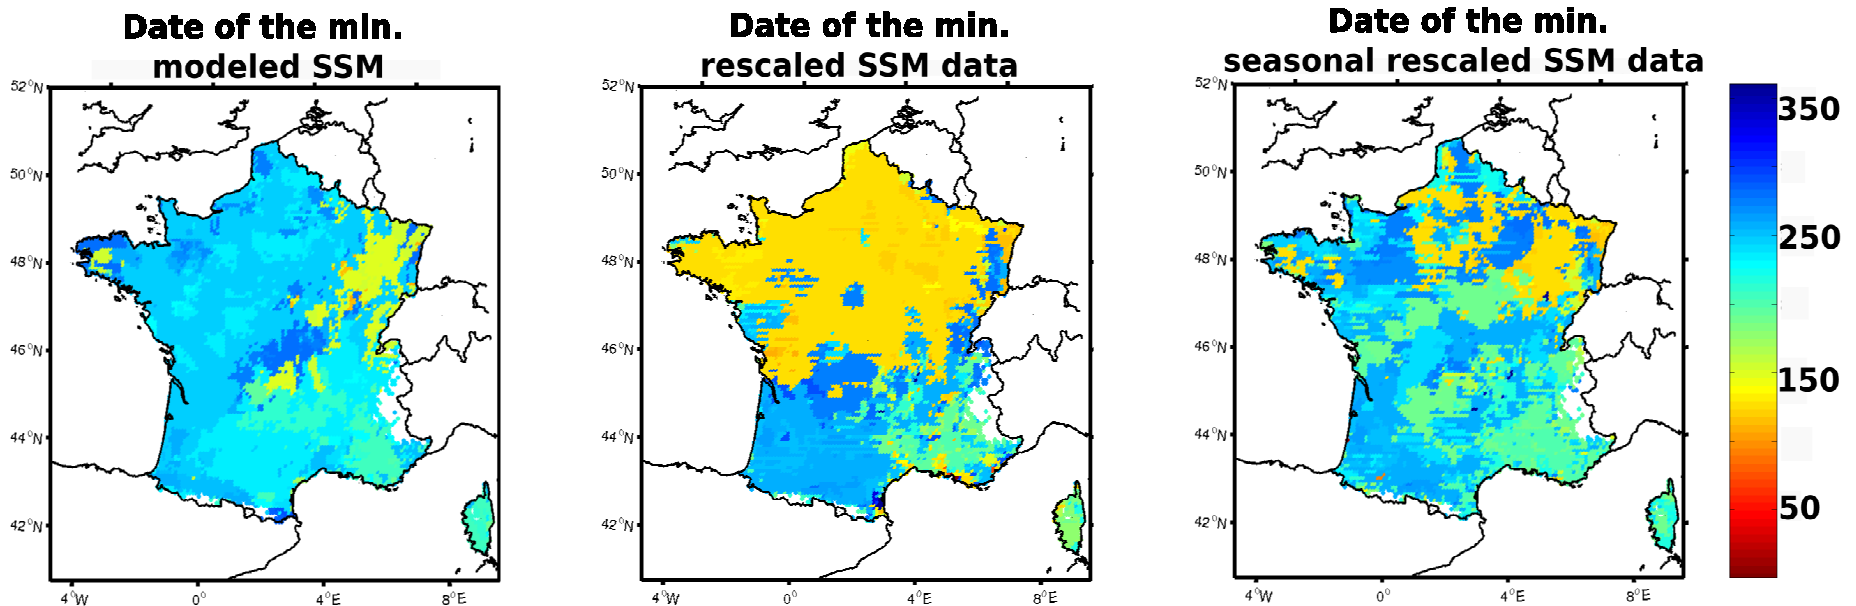 Date of the min.
modeled SSM
52°N
50°N
48°N
46°N
44°N
42°N
4°W
0°
4°E
8°E
Date of the min.
rescaled SSM data
52°N
50°N
48°N
46°N
44°N
42°N
4°W
0°
4°E
8°E
Date of the min.
seasonal rescaled SSM data
52°N
50°N
48°N
46°N
44°N
42°N
4°W
0°
4°E
8°E
350
250
150
50